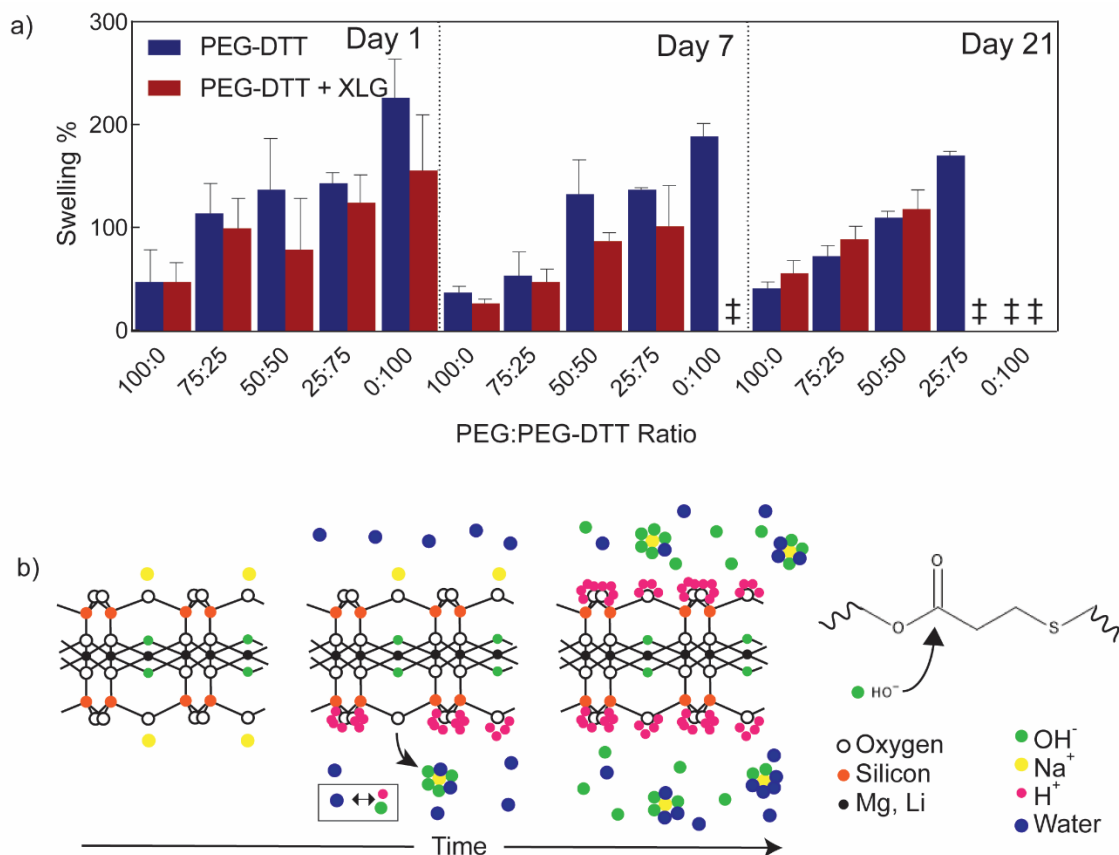 a)
300
200
100
0
Swelling %
PEG-DTT
PEG-DTT + XLG
Day 1
Day 7
Day 21
‡
‡
‡ ‡
100:0
75:25
50:50
25:75
0:100
100:0
75:25
50:50
25:75
0:100
100:0
75:25
50:50
25:75
0:100
PEG:PEG-DTT Ratio
b)
O
O
S
HO⁻
Oxygen
Silicon
Mg, Li
OH⁻
Na⁺
H⁺
Water
Time